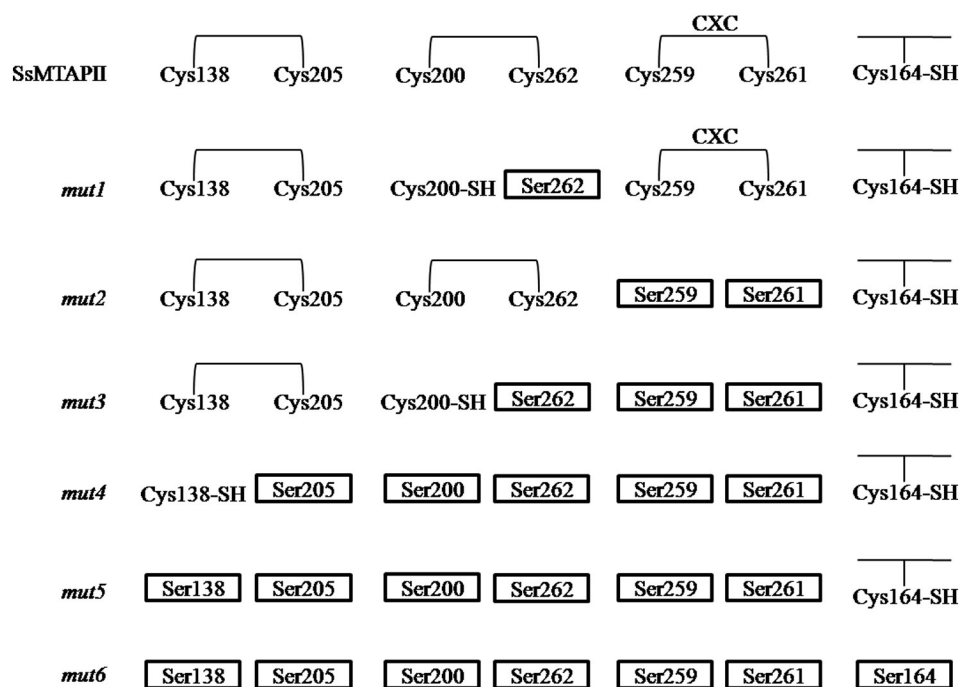 CXC
SsMTAPII Cys138 Cys205 Cys200 Cys262 Cys259 Cys261 Cys164-SH
CXC
mut1 Cys138 Cys205 Cys200-SH Ser262 Cys259 Cys261 Cys164-SH
mut2 Cys138 Cys205 Cys200 Cys262 Ser259 Ser261 Cys164-SH
mut3 Cys138 Cys205 Cys200-SH Ser262 Ser259 Ser261 Cys164-SH
mut4 Cys138-SH Ser205 Ser200 Ser262 Ser259 Ser261 Cys164-SH
mut5 Ser138 Ser205 Ser200 Ser262 Ser259 Ser261 Cys164-SH
mut6 Ser138 Ser205 Ser200 Ser262 Ser259 Ser261 Ser164